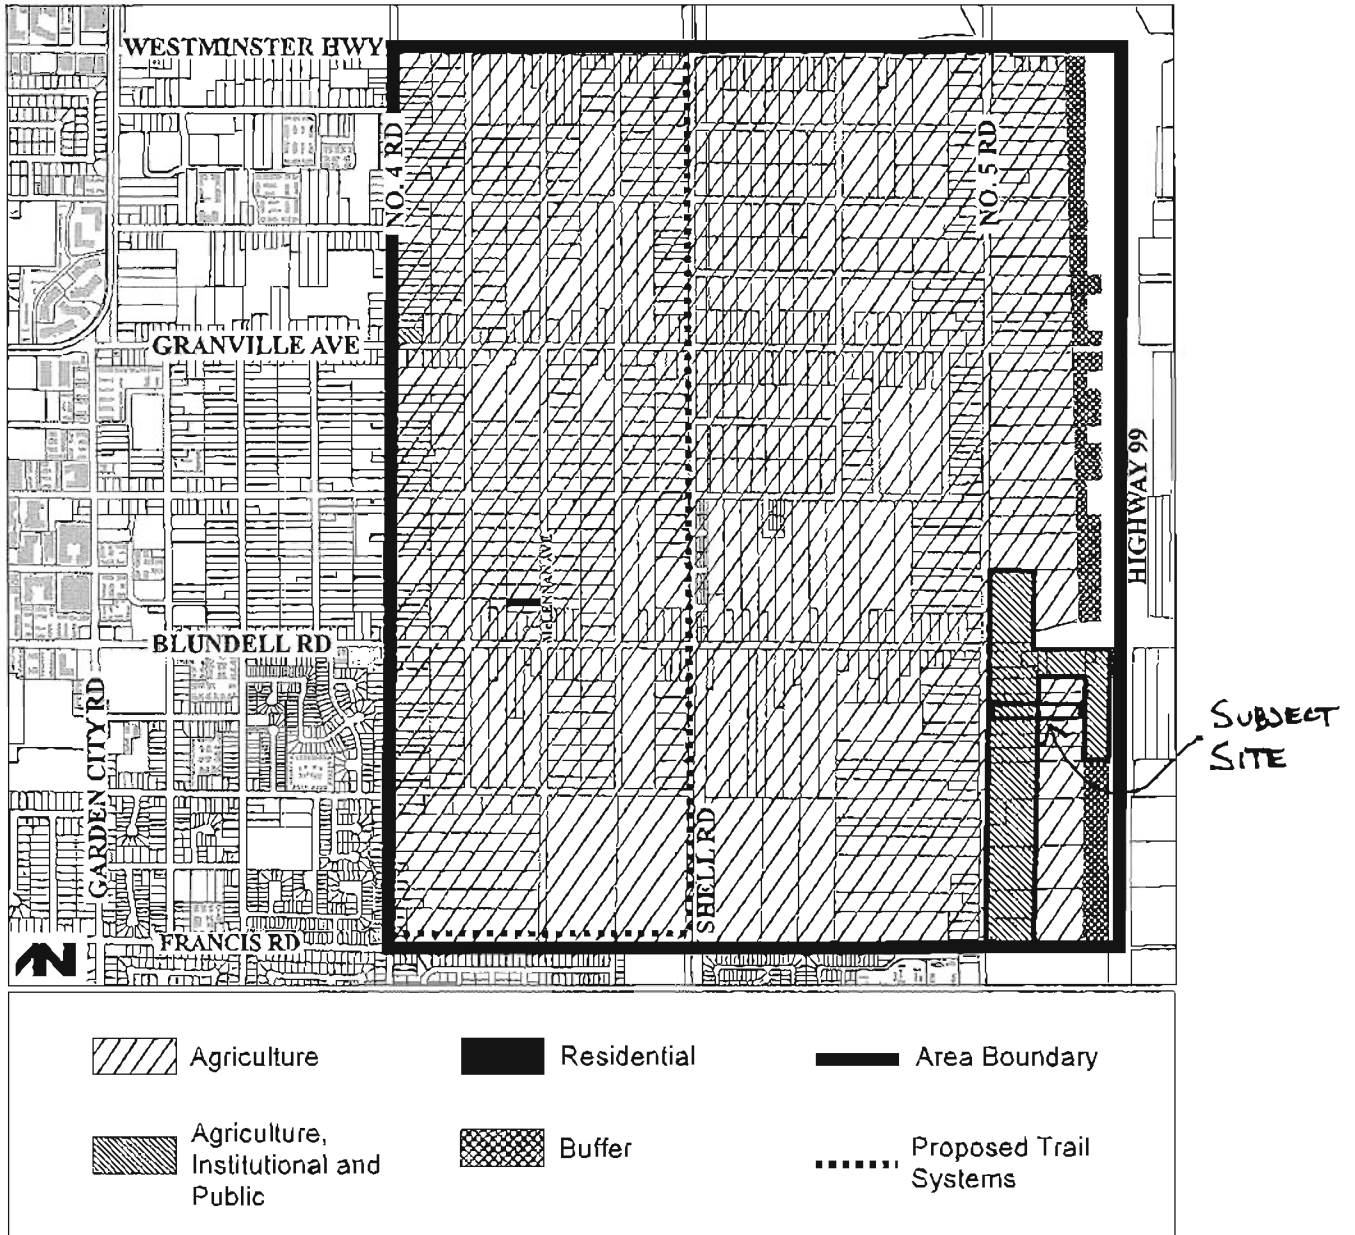 WESTMINSTER HWY
NO. 4 RD
NO. 5 RD
GRANVILLE AVE
HIGHWAY 99
McLENNAN AVE
BLUNDELL RD
GARDEN CITY RD
SUBJECT
SITE
SHELL RD
FRANCIS RD
N
Agriculture
Residential
Area Boundary
Agriculture,
Institutional and
Public
Buffer
Proposed Trail
Systems